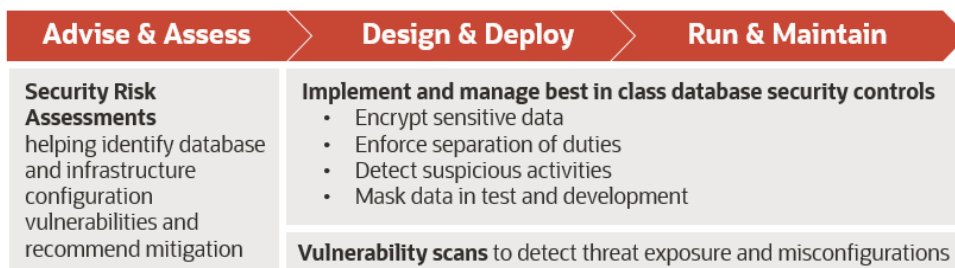 Advise & Assess
Design & Deploy
Run & Maintain
Security Risk
Assessments
helping identify database
and infrastructure
configuration
vulnerabilities and
recommend mitigation
Implement and manage best in class database security controls
• Encrypt sensitive data
• Enforce separation of duties
• Detect suspicious activities
• Mask data in test and development
Vulnerability scans to detect threat exposure and misconfigurations